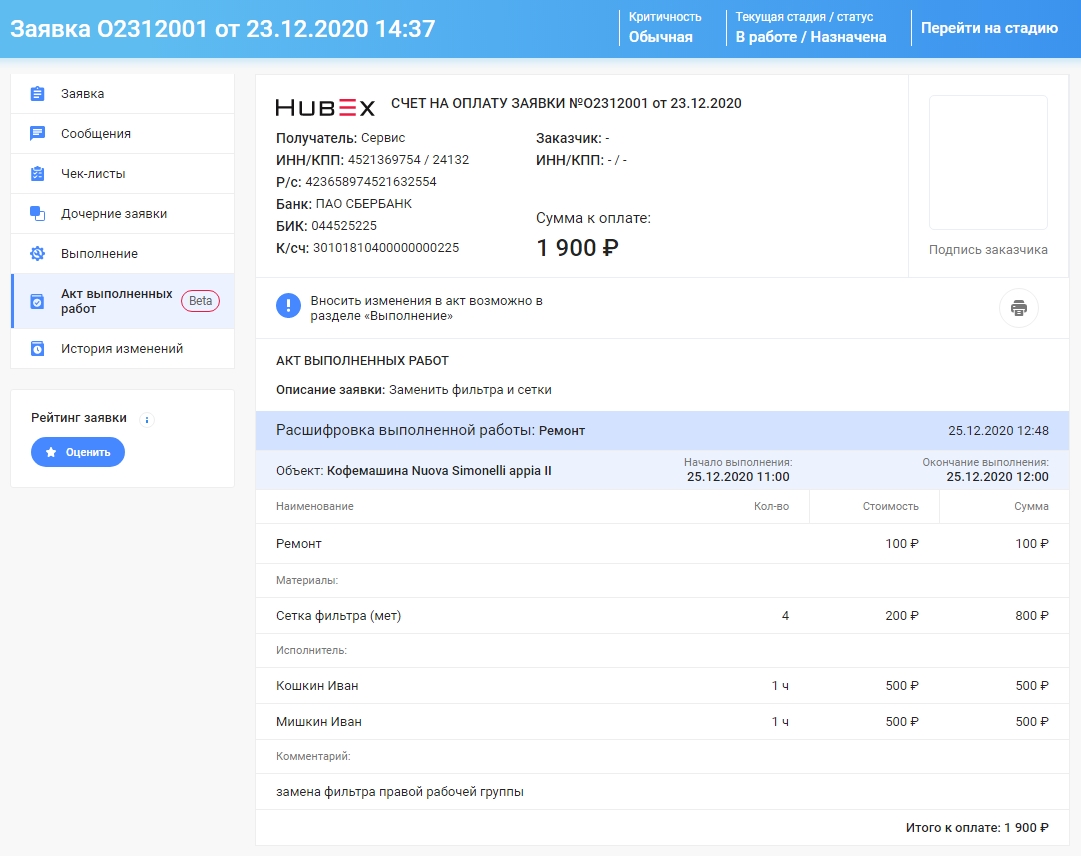 Заявка О2312001 от 23.12.2020 14:37
Критичность
Обычная
Текущая стадия / статус
В работе / Назначена
Перейти на стадию
Заявка
Сообщения
Чек-листы
Дочерние заявки
Выполнение
Акт выполненных
работ
Beta
История изменений
Рейтинг заявки
Оценить
HUBEX
СЧЕТ НА ОПЛАТУ ЗАЯВКИ №О2312001 от 23.12.2020
Получатель: Сервис
ИНН/КПП: 4521369754 / 24132
Р/с: 423658974521632554
Банк: ПАО СБЕРБАНК
БИК: 044525225
К/сч: 30101810400000000225
Заказчик: -
ИНН/КПП: - / -
Сумма к оплате:
1 900 ₽
Подпись заказчика
Вносить изменения в акт возможно в
разделе «Выполнение»
АКТ ВЫПОЛНЕННЫХ РАБОТ
Описание заявки: Заменить фильтра и сетки
Расшифровка выполненной работы: Ремонт 25.12.2020 12:48
Объект: Кофемашина Nuova Simonelli appia II
Начало выполнения:
25.12.2020 11:00
Окончание выполнения:
25.12.2020 12:00
Наименование Кол-во Стоимость Сумма
Ремонт 100 ₽ 100 ₽
Материалы:
Сетка фильтра (мет) 4 200 ₽ 800 ₽
Исполнитель:
Кошкин Иван 1 ч 500 ₽ 500 ₽
Мишкин Иван 1 ч 500 ₽ 500 ₽
Комментарий:
замена фильтра правой рабочей группы
Итого к оплате: 1 900 ₽